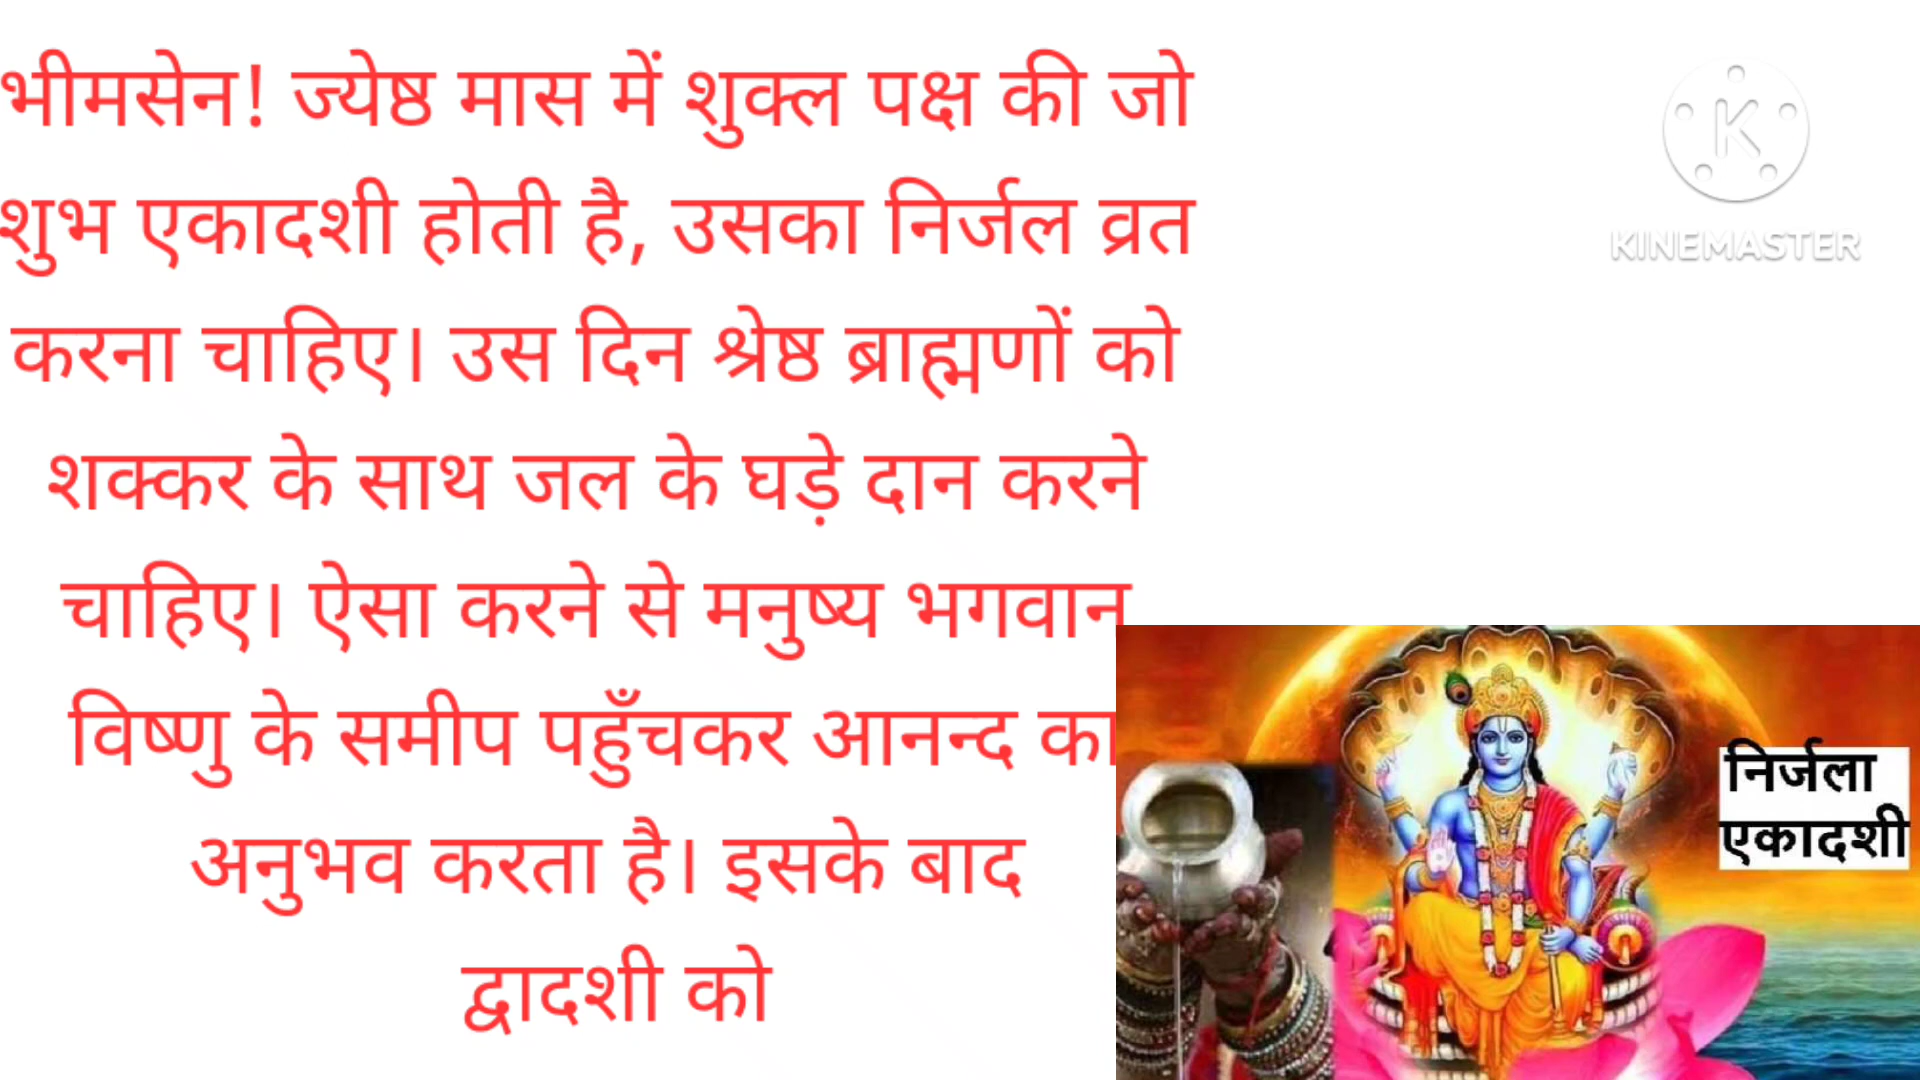 भीमसेन! ज्येष्ठ मास में शुक्ल पक्ष की जो
शुभ एकादशी होती है, उसका निर्जल व्रत
करना चाहिए। उस दिन श्रेष्ठ ब्राह्मणों को
शक्कर के साथ जल के घड़े दान करने
चाहिए। ऐसा करने से मनुष्य भगवान
विष्णु के समीप पहुँचकर आनन्द का
अनुभव करता है। इसके बाद
द्वादशी को
K
KINEMASTER
निर्जला
एकादशी